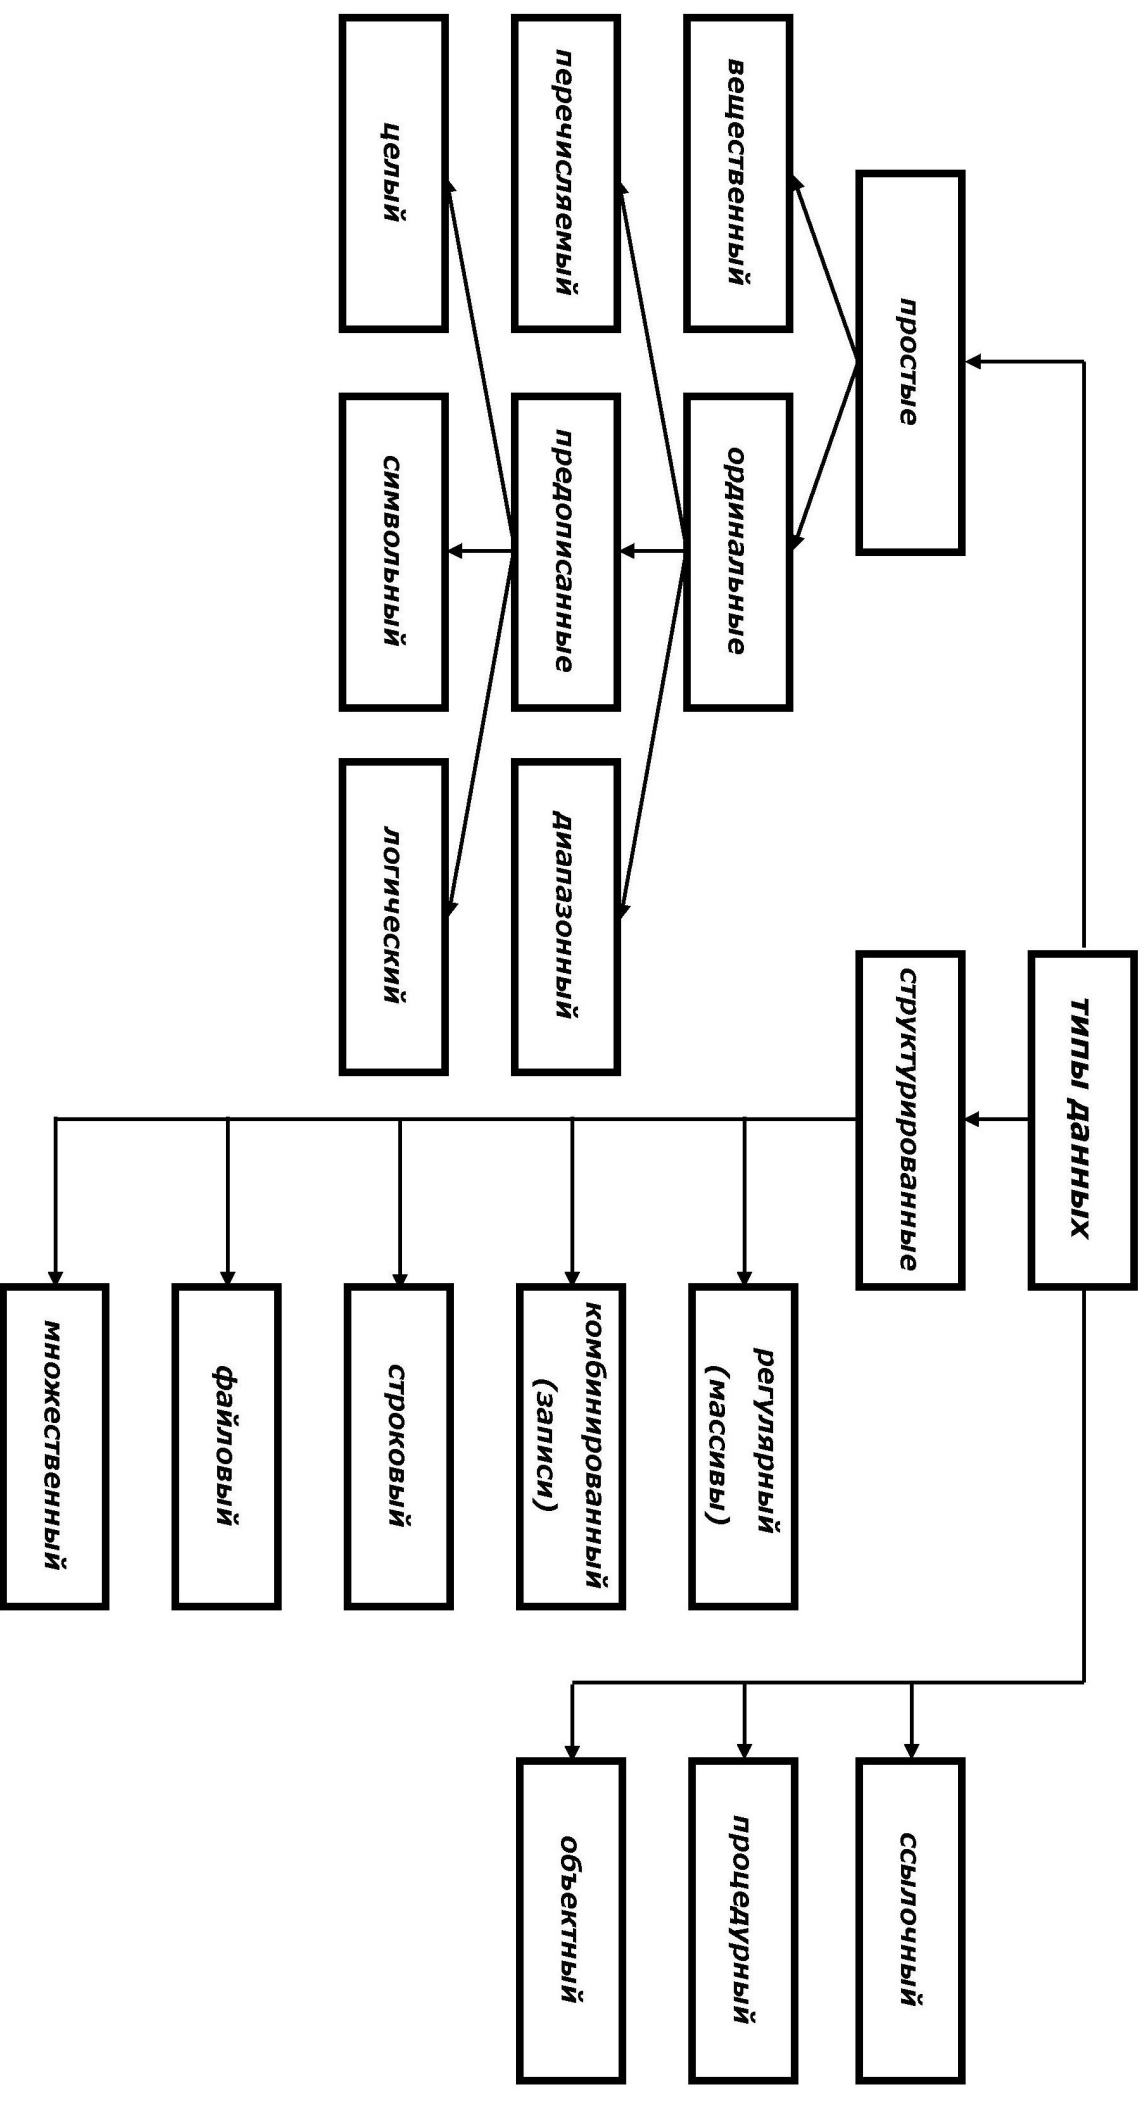 типы данных
простые
структурированные
ссылочный
вещественный
ординальные
регулярный
(массивы)
процедурный
перечисляемый
предописанные
диапазонный
комбинированный
(записи)
объектный
целый
символьный
логический
строковый
файловый
множественный